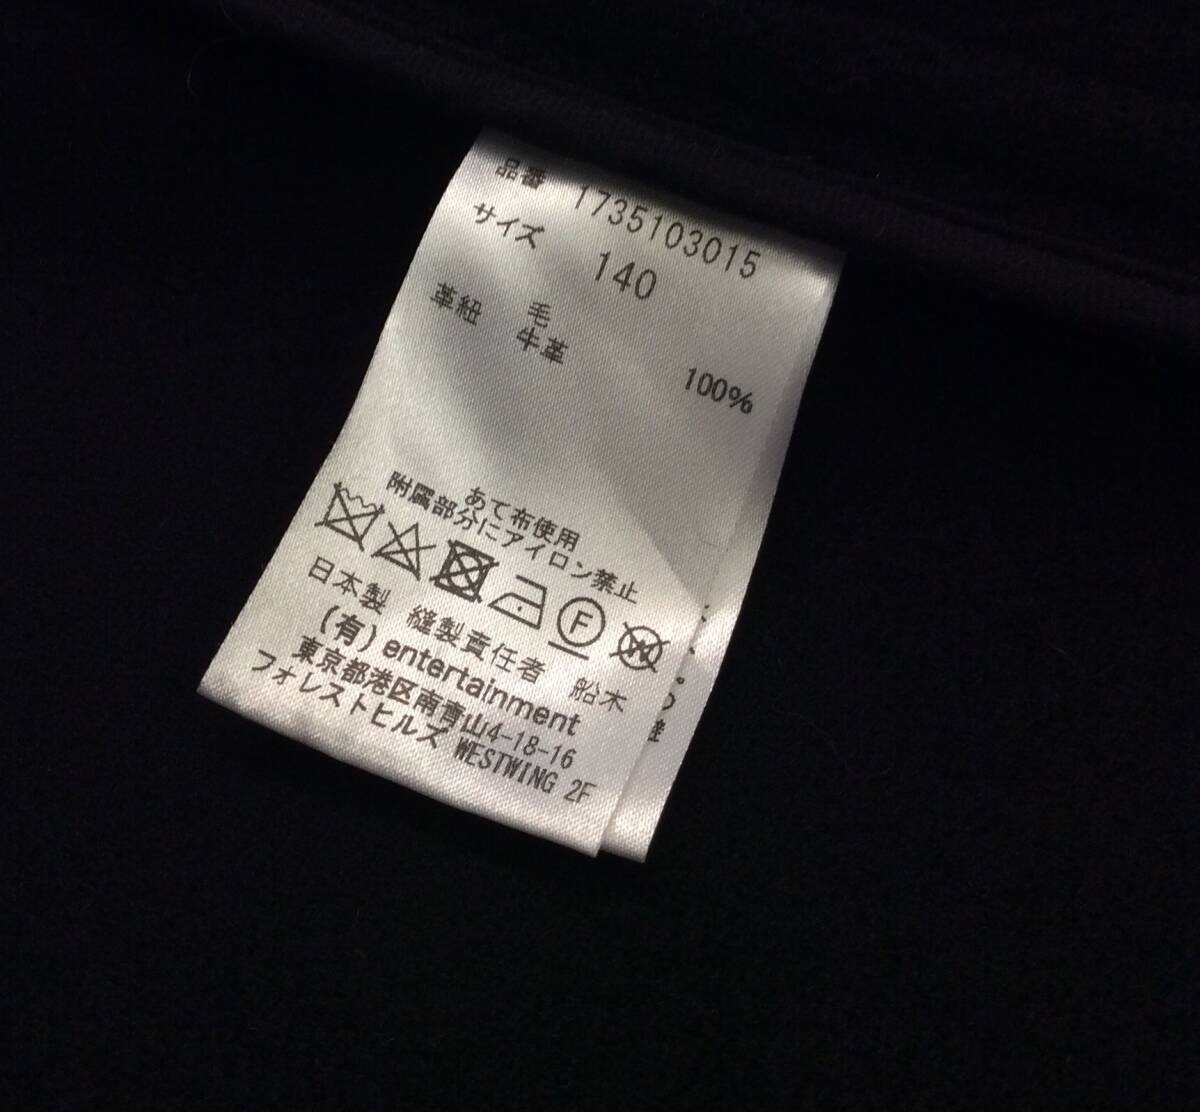 品番 1735103015
サイズ 140
毛 100%
革紐 牛革
あて布使用
附属部分にアイロン禁止
F W
日本製 縫製責任者 船木
(有) entertainment
東京都港区南青山4-18-16
フォレストヒルズ WESTWING 2F